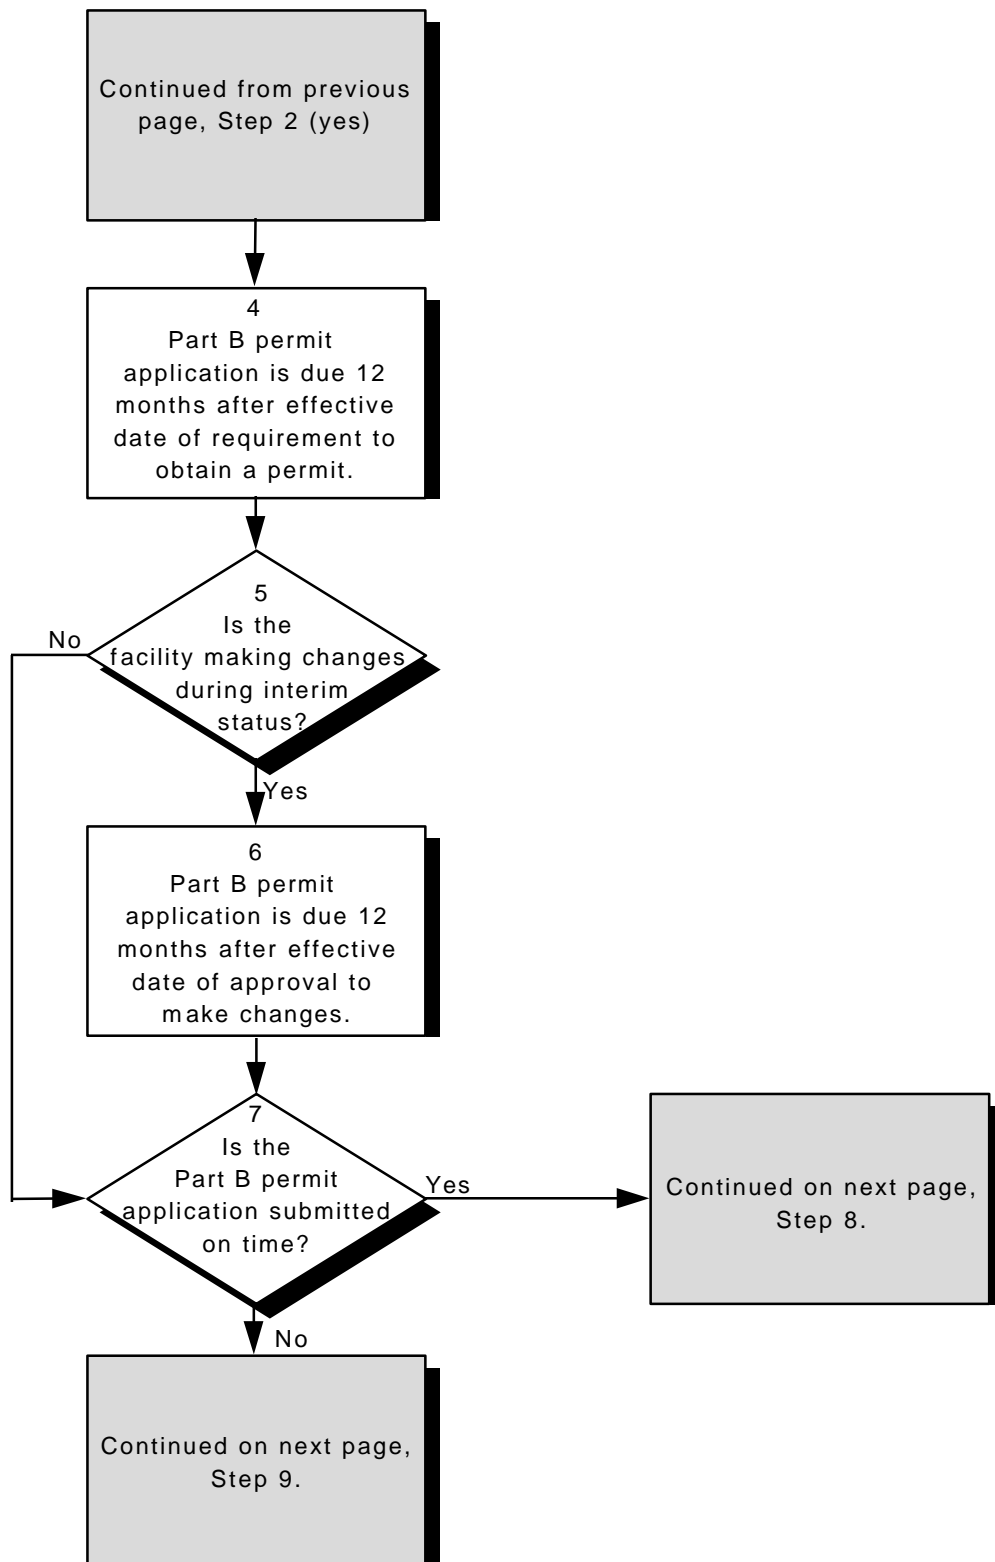 Continued from previous
page, Step 2 (yes)
4
Part B permit
application is due 12
months after effective
date of requirement to
obtain a permit.
5
Is the
facility making changes
during interim
status?
No
Yes
6
Part B permit
application is due 12
months after effective
date of approval to
make changes.
7
Is the
Part B permit
application submitted
on time?
Yes
Continued on next page,
Step 8.
No
Continued on next page,
Step 9.